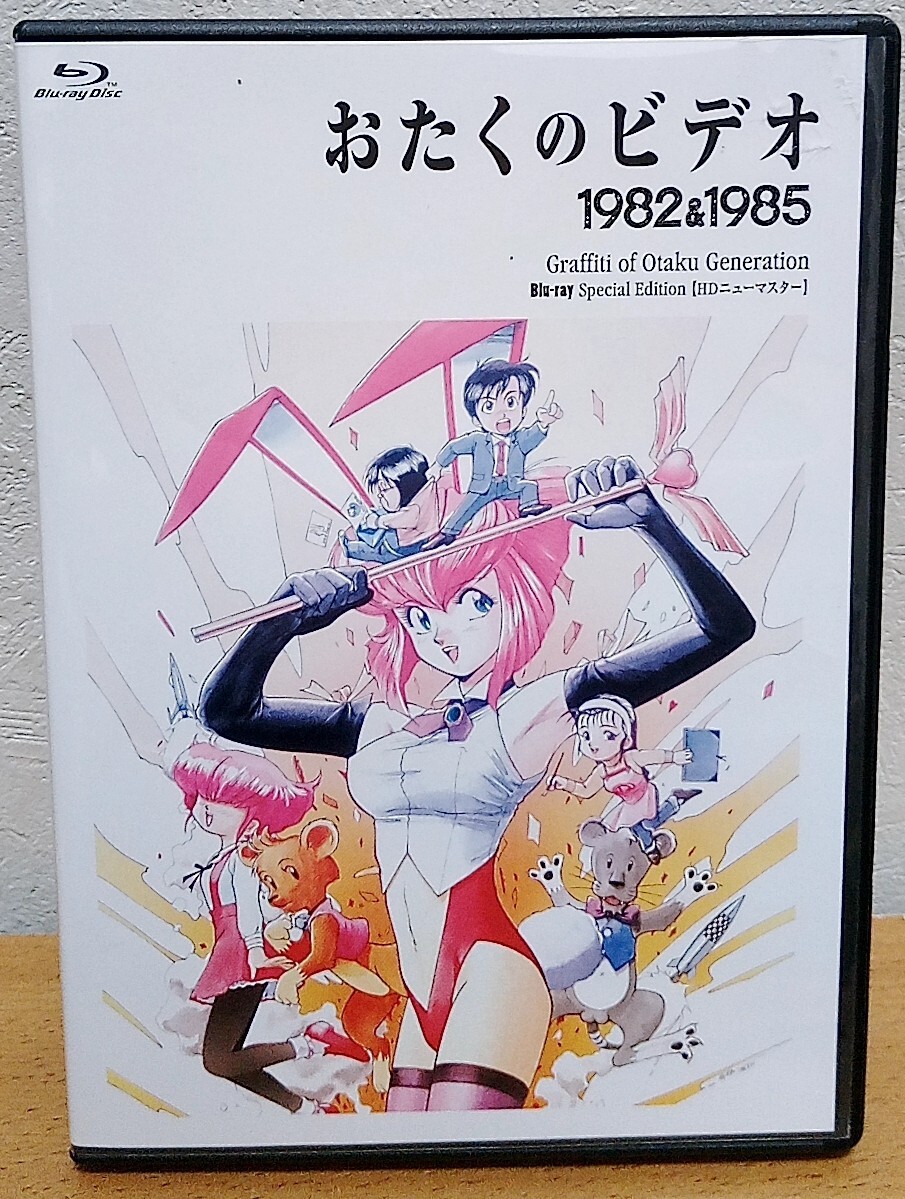 Blu-ray Disc™
おたくのビデオ
1982&1985
Graffiti of Otaku Generation
Blu-ray Special Edition【HDニューマスター】